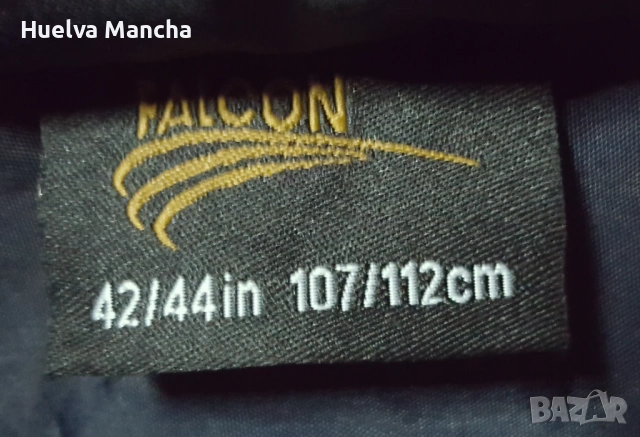 Huelva Mancha
FALCON
42/44in 107/112cm
BAZAR